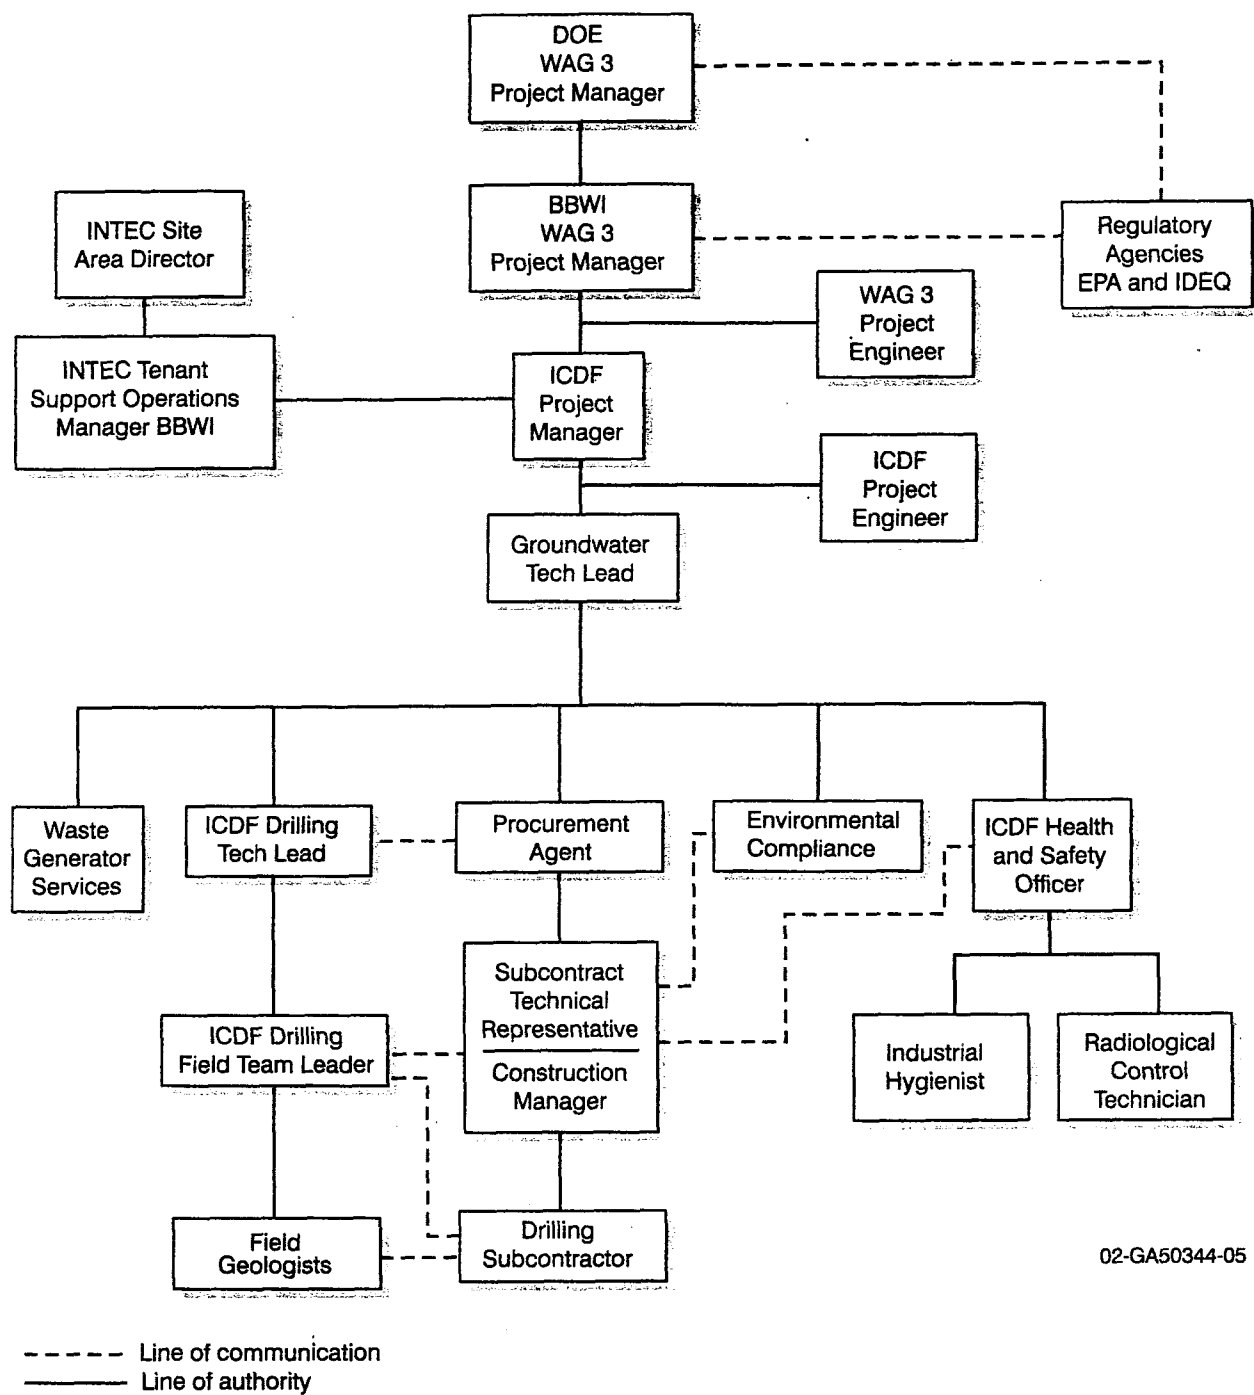 DOE
WAG 3
Project Manager
BBWI
WAG 3
Project Manager
Regulatory
Agencies
EPA and IDEQ
INTEC Site
Area Director
WAG 3
Project
Engineer
INTEC Tenant
Support Operations
Manager BBWI
ICDF
Project
Manager
ICDF
Project
Engineer
Groundwater
Tech Lead
Waste
Generator
Services
ICDF Drilling
Tech Lead
Procurement
Agent
Environmental
Compliance
ICDF Health
and Safety
Officer
Subcontract
Technical
Representative
Construction
Manager
ICDF Drilling
Field Team Leader
Industrial
Hygienist
Radiological
Control
Technician
Field
Geologists
Drilling
Subcontractor
02-GA50344-05
Line of communication
Line of authority